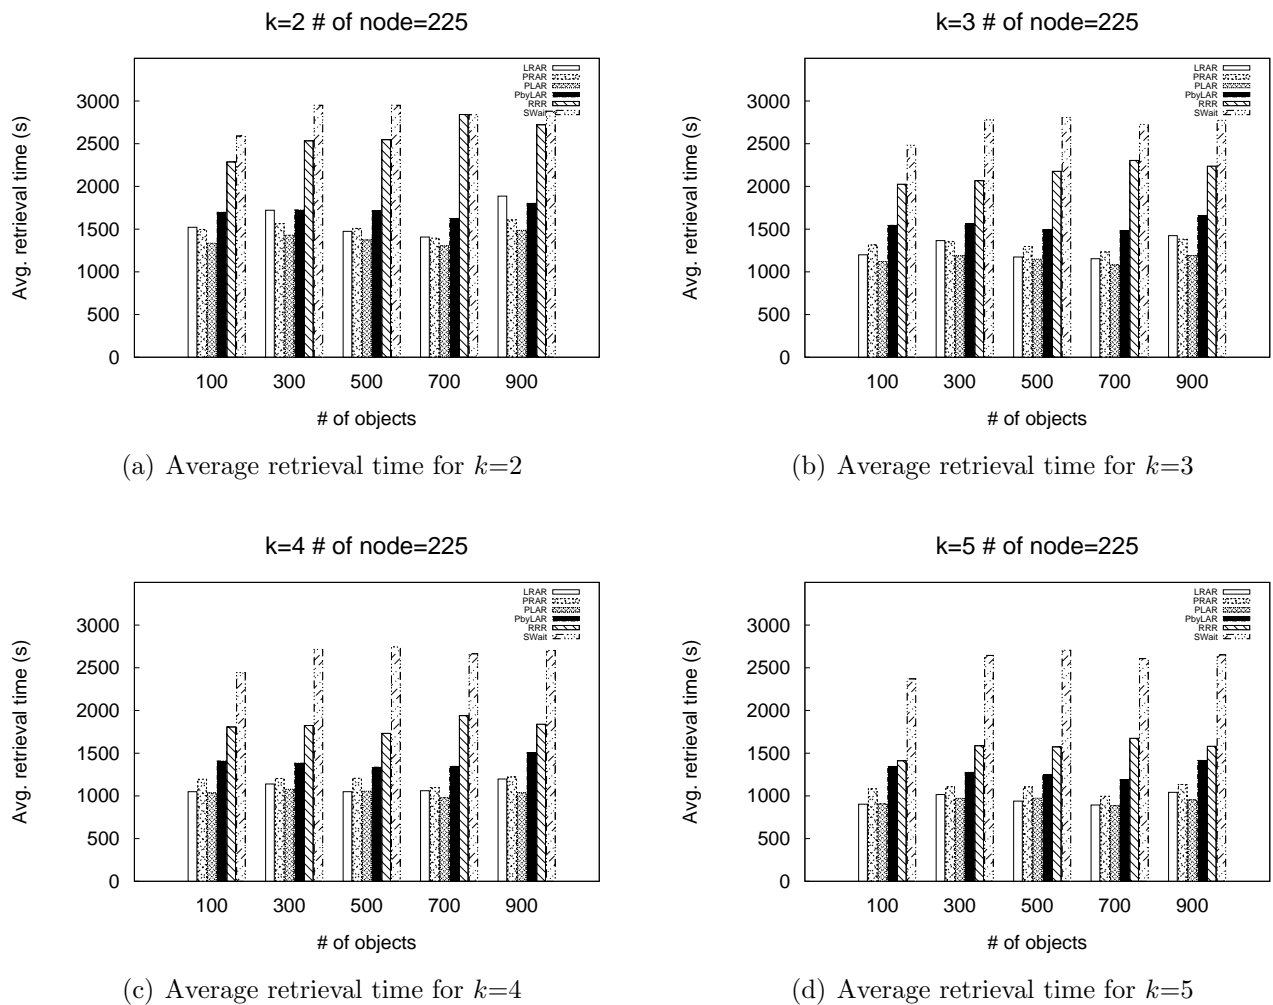 k=2 # of node=225
Avg. retrieval time (s)
3000
2500
2000
1500
1000
500
0
LRAR
PRAR
PLAR
PbyLAR
RRR
SWait
100 300 500 700 900
# of objects
(a) Average retrieval time for k=2
k=3 # of node=225
Avg. retrieval time (s)
3000
2500
2000
1500
1000
500
0
LRAR
PRAR
PLAR
PbyLAR
RRR
SWait
100 300 500 700 900
# of objects
(b) Average retrieval time for k=3
k=4 # of node=225
Avg. retrieval time (s)
3000
2500
2000
1500
1000
500
0
LRAR
PRAR
PLAR
PbyLAR
RRR
SWait
100 300 500 700 900
# of objects
(c) Average retrieval time for k=4
k=5 # of node=225
Avg. retrieval time (s)
3000
2500
2000
1500
1000
500
0
LRAR
PRAR
PLAR
PbyLAR
RRR
SWait
100 300 500 700 900
# of objects
(d) Average retrieval time for k=5